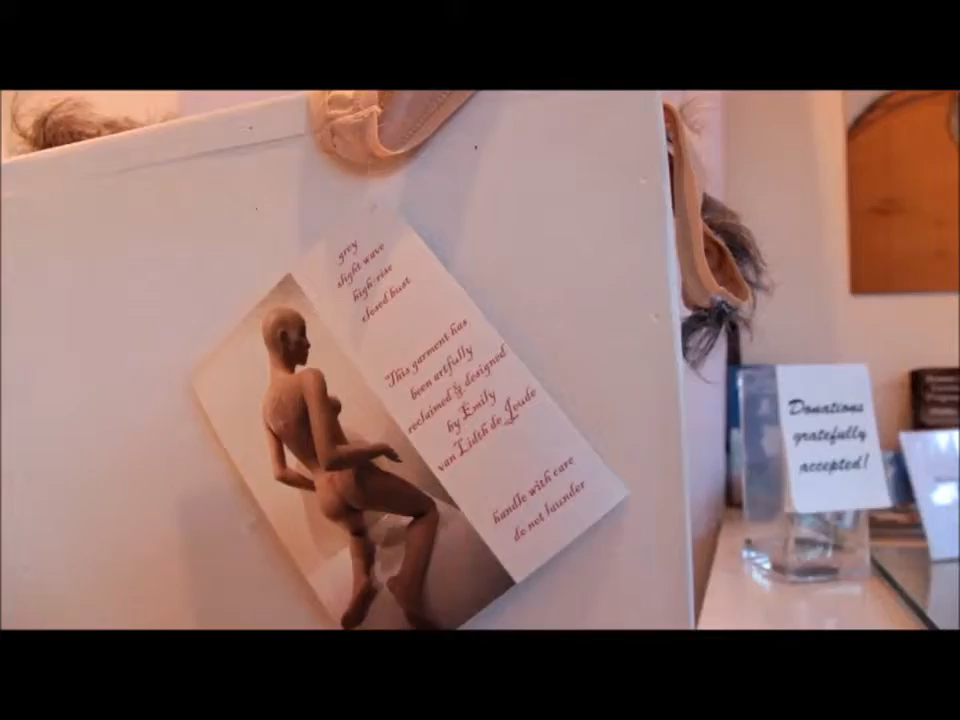 grey
slight wave
high-rise
closed bust
This garment has
been artfully
reclaimed & designed
by Emily
van Lidth de Jeude
handle with care
do not launder
Donations
gratefully
accepted!